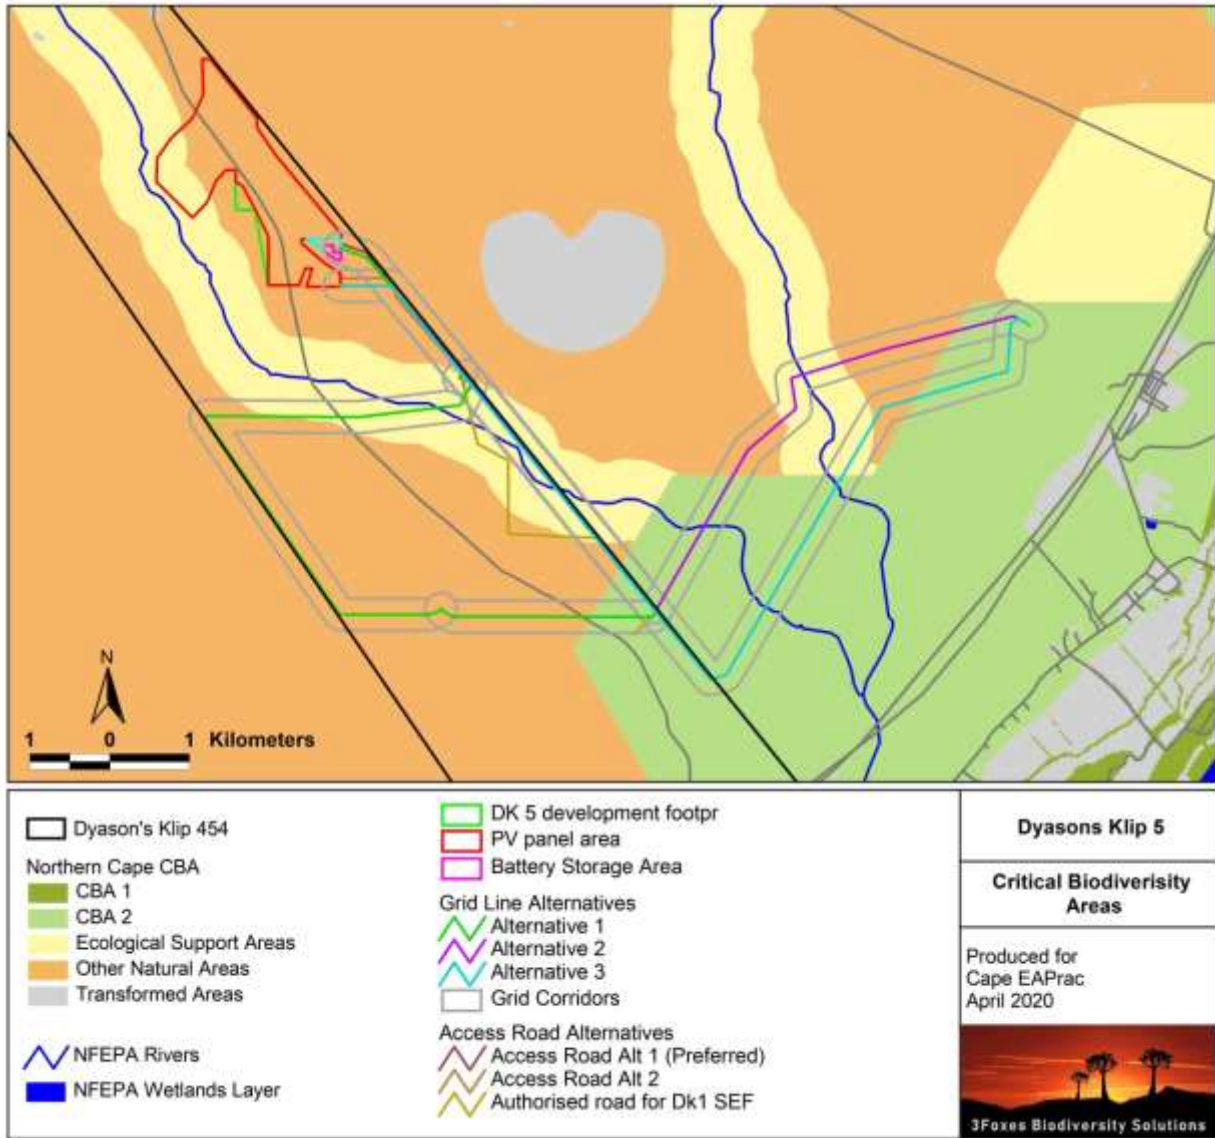 N
1 0 1 Kilometers
Dyason's Klip 454
Northern Cape CBA
CBA 1
CBA 2
Ecological Support Areas
Other Natural Areas
Transformed Areas
NFEPA Rivers
NFEPA Wetlands Layer
DK 5 development footpr
PV panel area
Battery Storage Area
Grid Line Alternatives
Alternative 1
Alternative 2
Alternative 3
Grid Corridors
Access Road Alternatives
Access Road Alt 1 (Preferred)
Access Road Alt 2
Authorised road for Dk1 SEF
Dyasons Klip 5
Critical Biodiverisity
Areas
Produced for
Cape EAPrac
April 2020
3Foxes Biodiversity Solutions